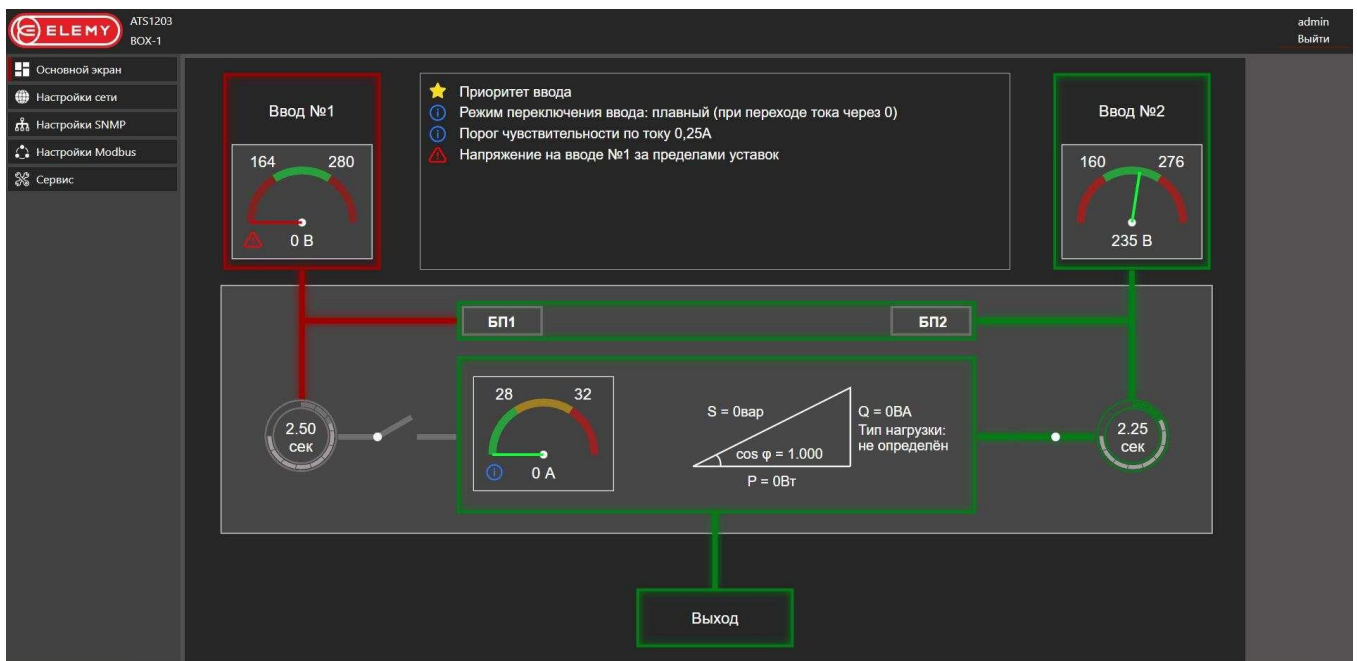 ELEMY
ATS1203
BOX-1
admin
Выйти
Основной экран
Настройки сети
Настройки SNMP
Настройки Modbus
Сервис
Ввод №1
164 280
0 В
Приоритет ввода
Режим переключения ввода: плавный (при переходе тока через 0)
Порог чувствительности по току 0,25А
Напряжение на вводе №1 за пределами уставок
Ввод №2
160 276
235 В
БП1
БП2
2.50
сек
28 32
0 А
S = 0вар
cos φ = 1.000
P = 0Вт
Q = 0ВА
Тип нагрузки:
не определён
2.25
сек
Выход